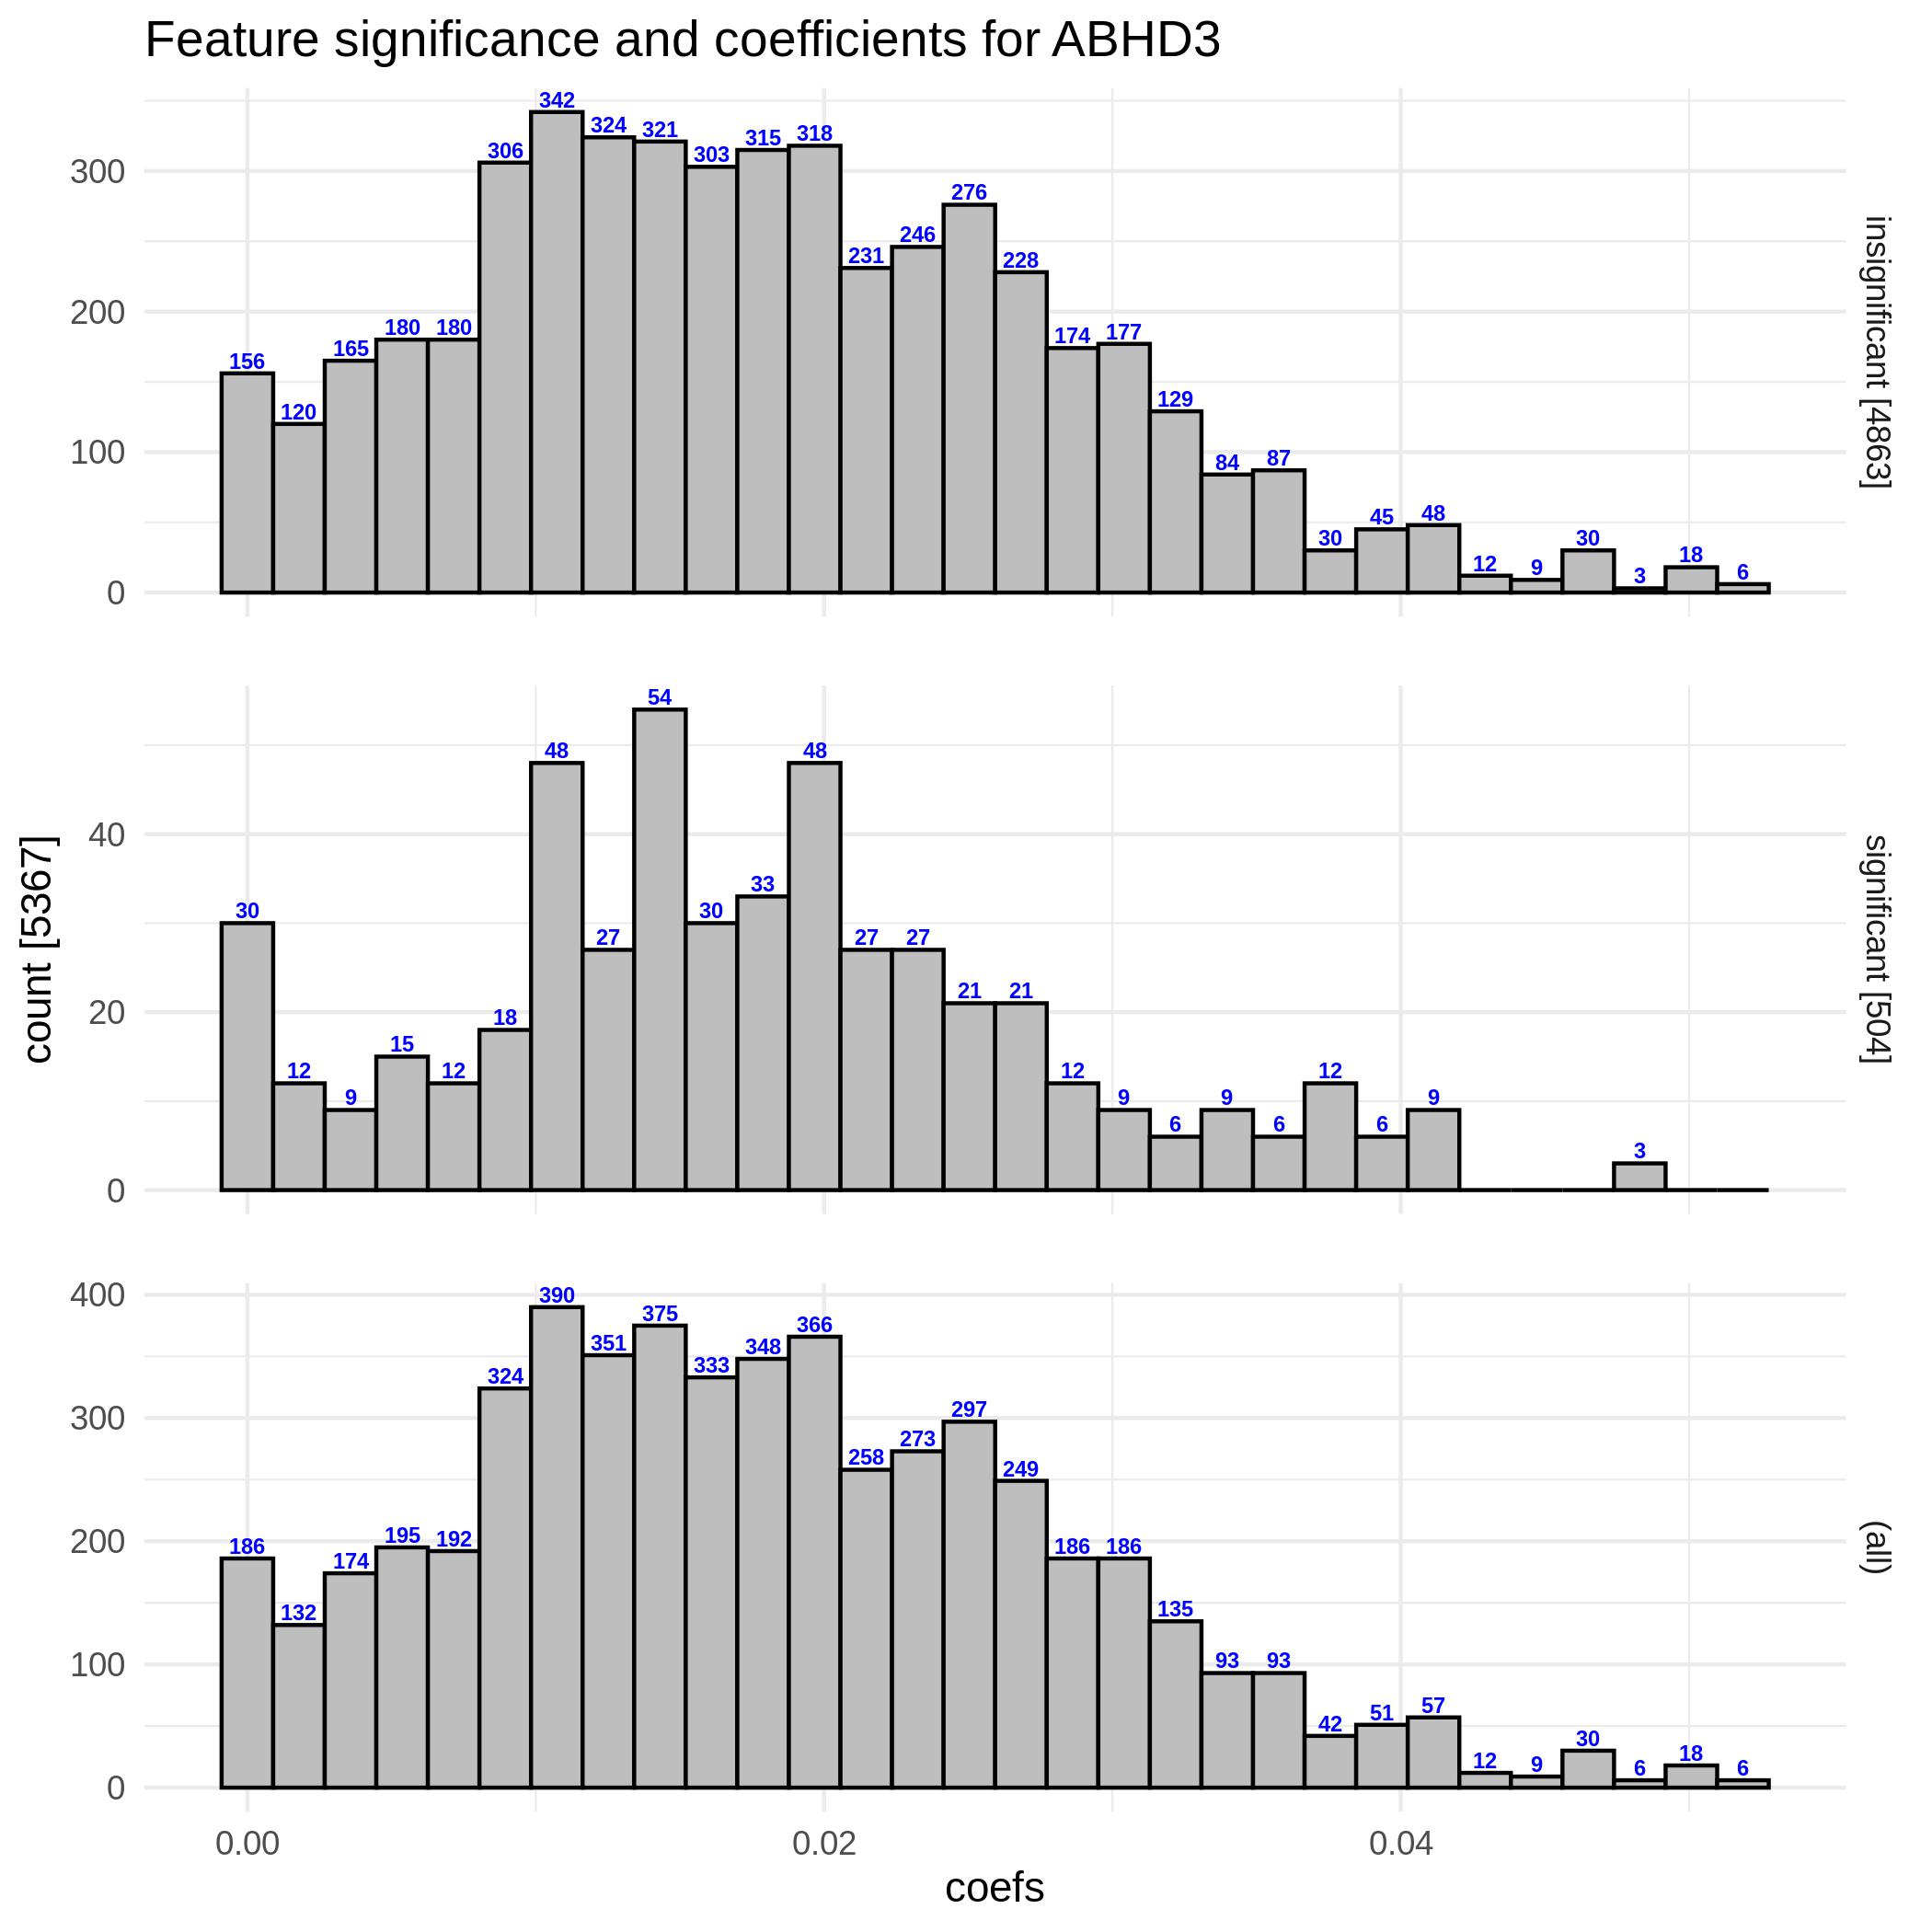 Feature significance and coefficients for ABHD3
342
324 321
306 303 315 318
300
276
246
231 228
200
180 180 174 177
156 165
129
120
100
84 87
45 48
30 30
12 9 3 18 6
0
insignificant [4863]
54
48 48
40
33
30 30
27 27 27
21 21
20
18
15
12 12 12 12
9 9 9 9
6 6 6
3
0
significant [504]
count [5367]
400
390
375
366
351 348
333
324
300
297
273
258 249
200
186 195 192 186 186
174
132 135
100
93 93
42 51 57
30
12 9 6 18 6
0
(all)
0.00 0.02 0.04
coefs